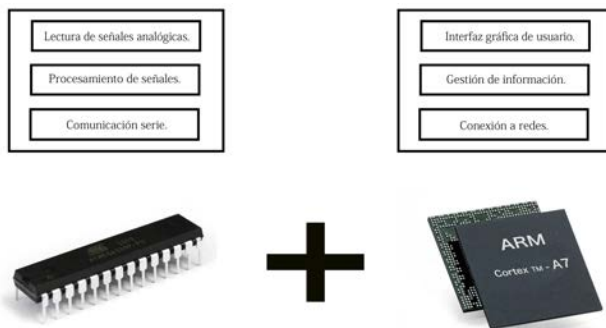 Lectura de señales analógicas.
Procesamiento de señales.
Comunicación serie.
Interfaz gráfica de usuario.
Gestión de información.
Conexión a redes.
ARM
Cortex TM - A7